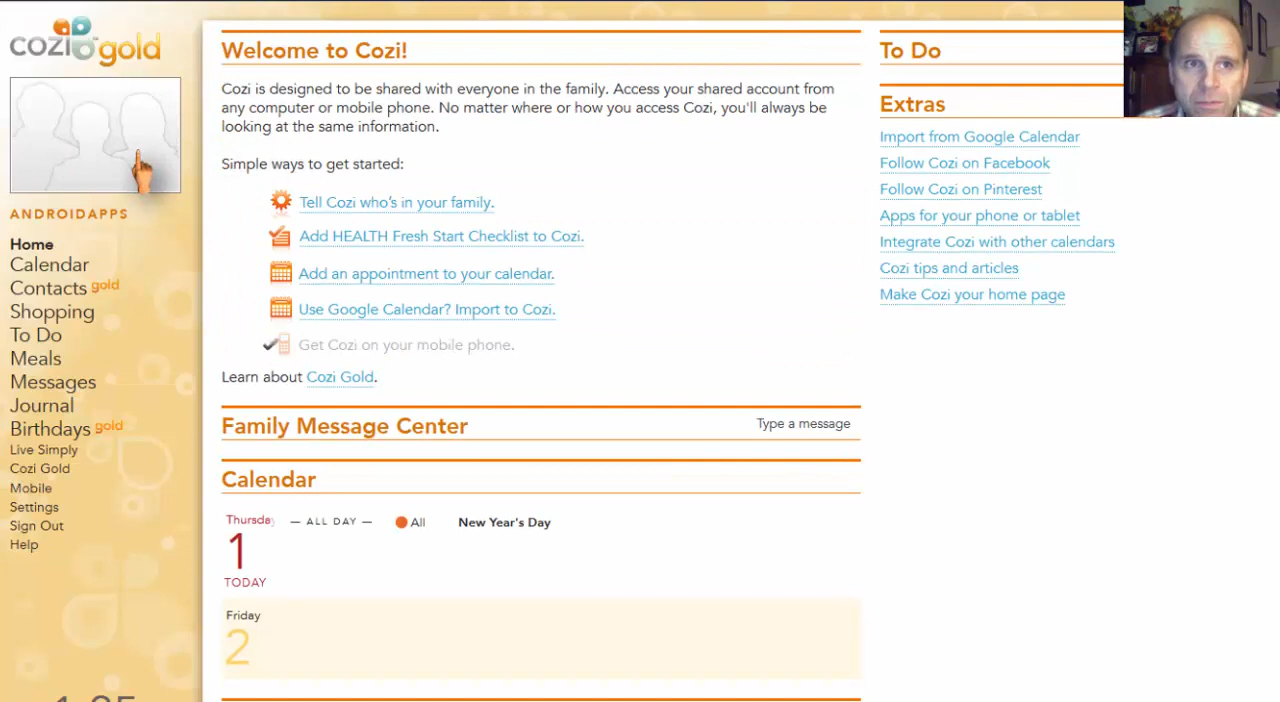 cozi gold
ANDROIDAPPS
Home
Calendar
Contacts gold
Shopping
To Do
Meals
Messages
Journal
Birthdays gold
Live Simply
Cozi Gold
Mobile
Settings
Sign Out
Help
Welcome to Cozi!
Cozi is designed to be shared with everyone in the family. Access your shared account from
any computer or mobile phone. No matter where or how you access Cozi, you'll always be
looking at the same information.
Simple ways to get started:
Tell Cozi who's in your family.
Add HEALTH Fresh Start Checklist to Cozi.
Add an appointment to your calendar.
Use Google Calendar? Import to Cozi.
Get Cozi on your mobile phone.
Learn about Cozi Gold.
Family Message Center Type a message
Calendar
Thursday — ALL DAY — All New Year's Day
1
TODAY
Friday
2
To Do
Extras
Import from Google Calendar
Follow Cozi on Facebook
Follow Cozi on Pinterest
Apps for your phone or tablet
Integrate Cozi with other calendars
Cozi tips and articles
Make Cozi your home page